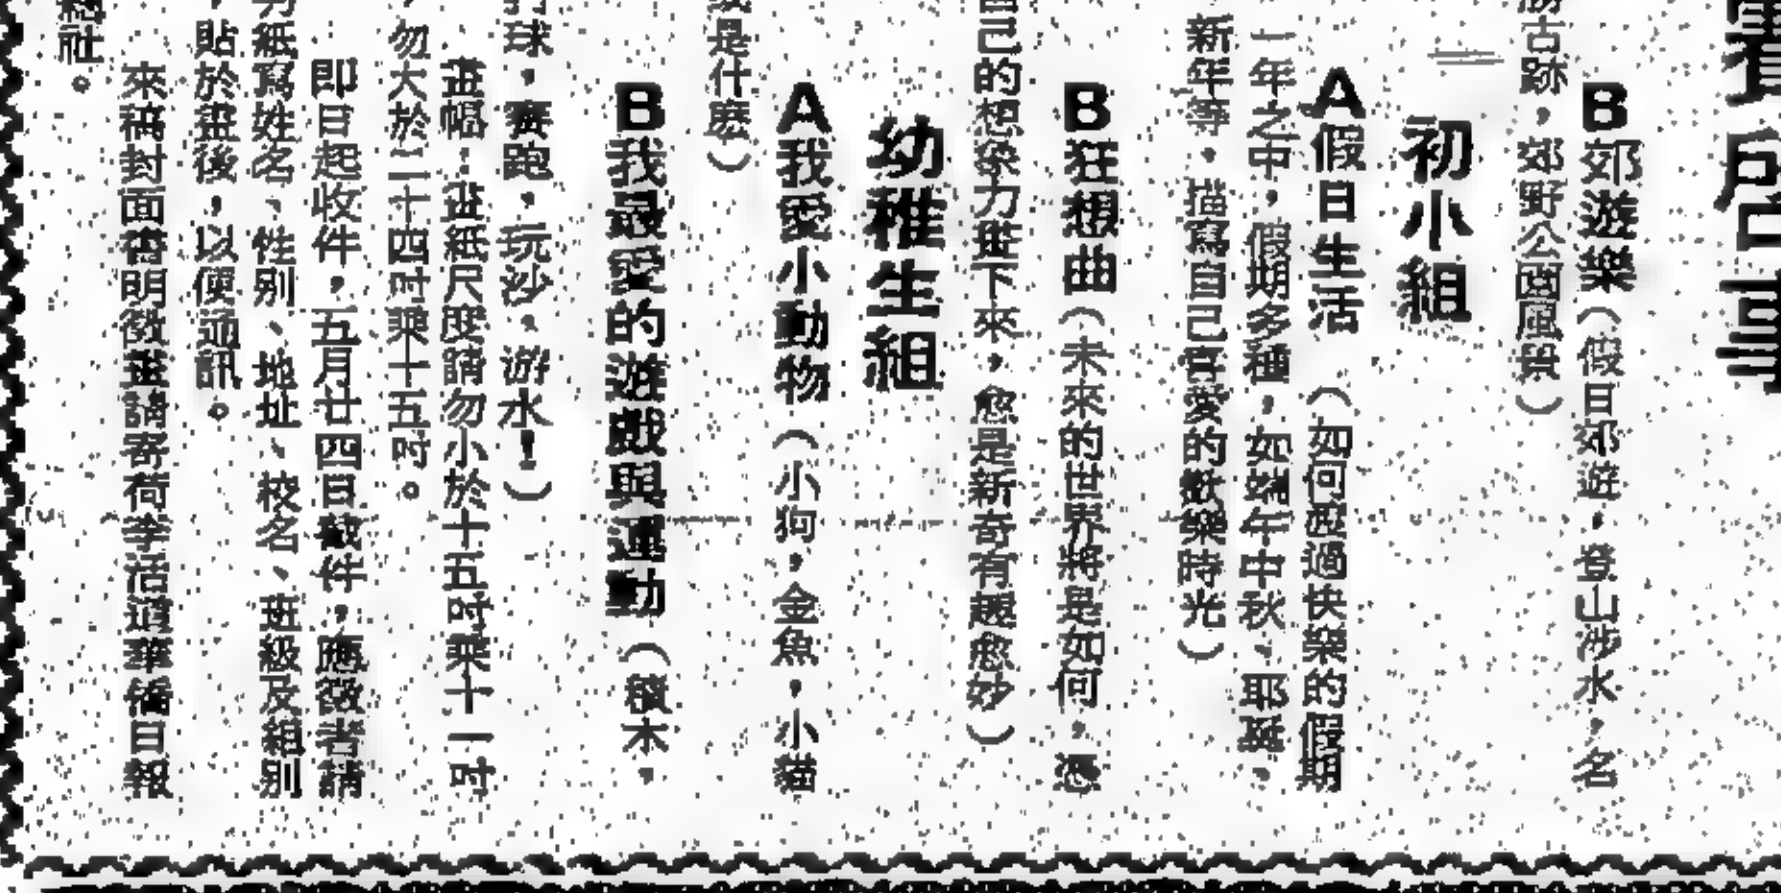 啓事
B郊遊樂（假日郊遊，登山涉水，名
勝古跡，郊野公園風景）
初小組
A假日生活（如何渡過快樂的假期
一年之中，假期多種，如端午中秋、耶誕、
新年等。描寫自己喜愛的歡樂時光）
B狂想曲（未來的世界將是如何，憑
自己的想象力畫下來，愈是新奇有趣愈妙）
幼稚生組
A我愛小動物（小狗，金魚，小貓
是什麽）
B我最愛的游戲與運動（積木，
球，賽跑，玩沙，游水！）
畫幅：畫紙尺度請勿小於十五吋乘十一吋
，勿大於二十四吋乘十五吋。
即日起收件，五月廿四日截件，應徵者請
紙寫姓名、性別、地址、校名、班級及組別
，貼於畫後，以便通訊。
來稿封面書明徵畫請寄荷李活道華僑日報
社。